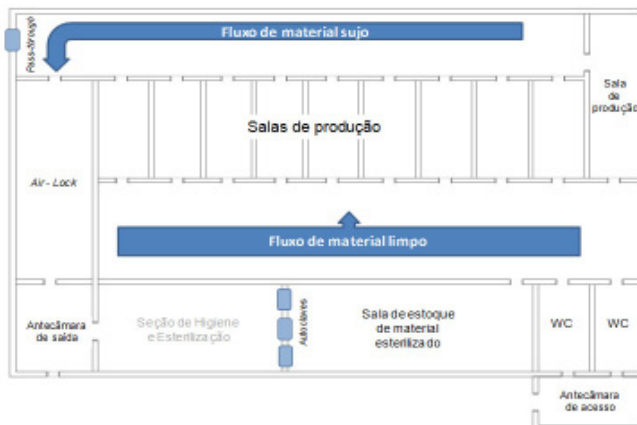 Fluxo de material sujo
Pass-through
Sala
de
produção
Salas de produção
Air - Lock
Fluxo de material limpo
Antecâmara
de saída
Seção de Higiene
e Esterilização
Autoclaves
Sala de estoque
de material
esterilizado
WC
WC
Antecâmara
de acesso